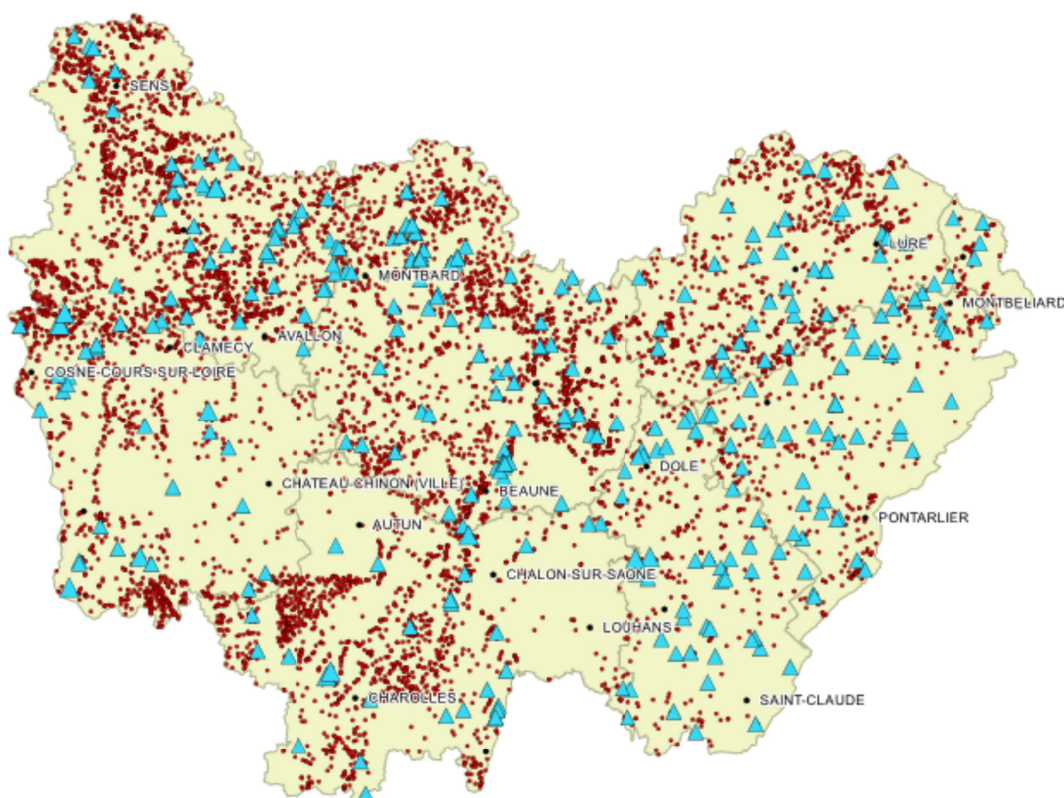 SENS
LURE
MONTBARD
MONTBELIARD
AVALLON
CLAMECY
COSNE-COURS-SUR-LOIRE
DOLE
CHATEAU-CHINON (VILLE)
BEAUNE
PONTARLIER
AUTUN
CHALON-SUR-SAONE
LOUHANS
CHAROLLES
SAINT-CLAUDE